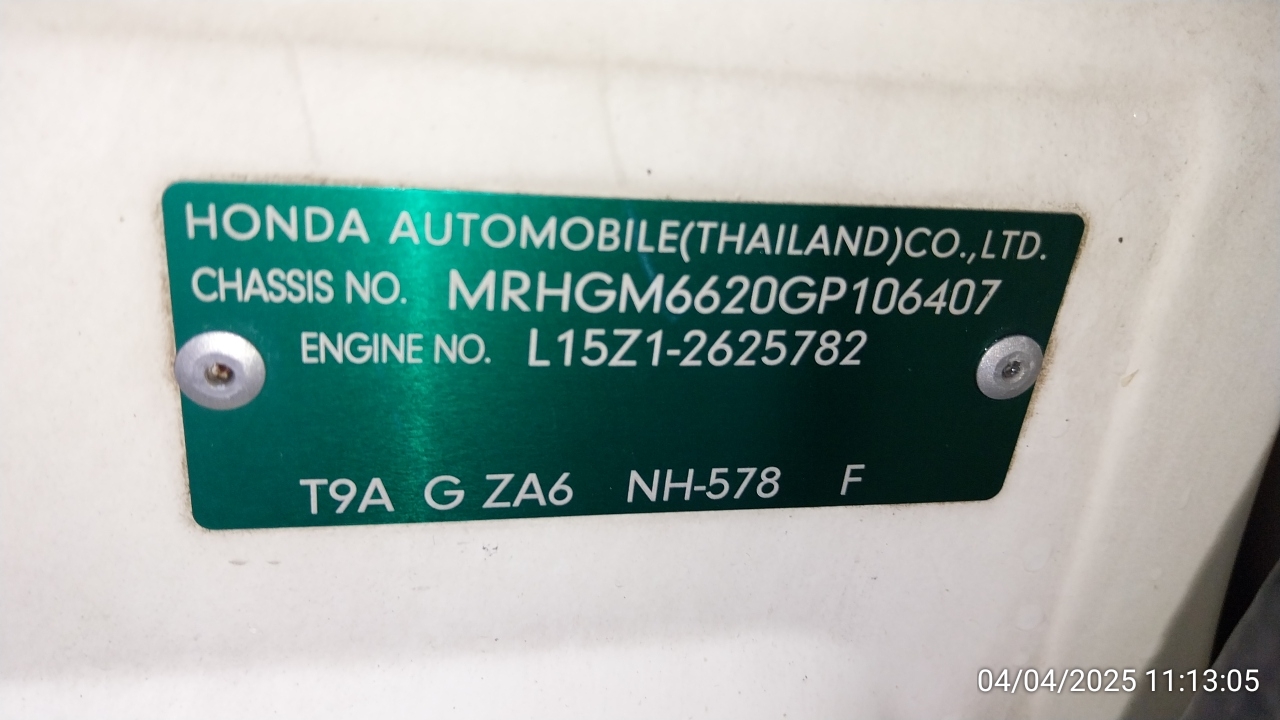 HONDA AUTOMOBILE(THAILAND)CO.,LTD.
CHASSIS NO. MRHGM6620GP106407
ENGINE NO. L15Z1-2625782
T9A G ZA6 NH-578 F
04/04/2025 11:13:05